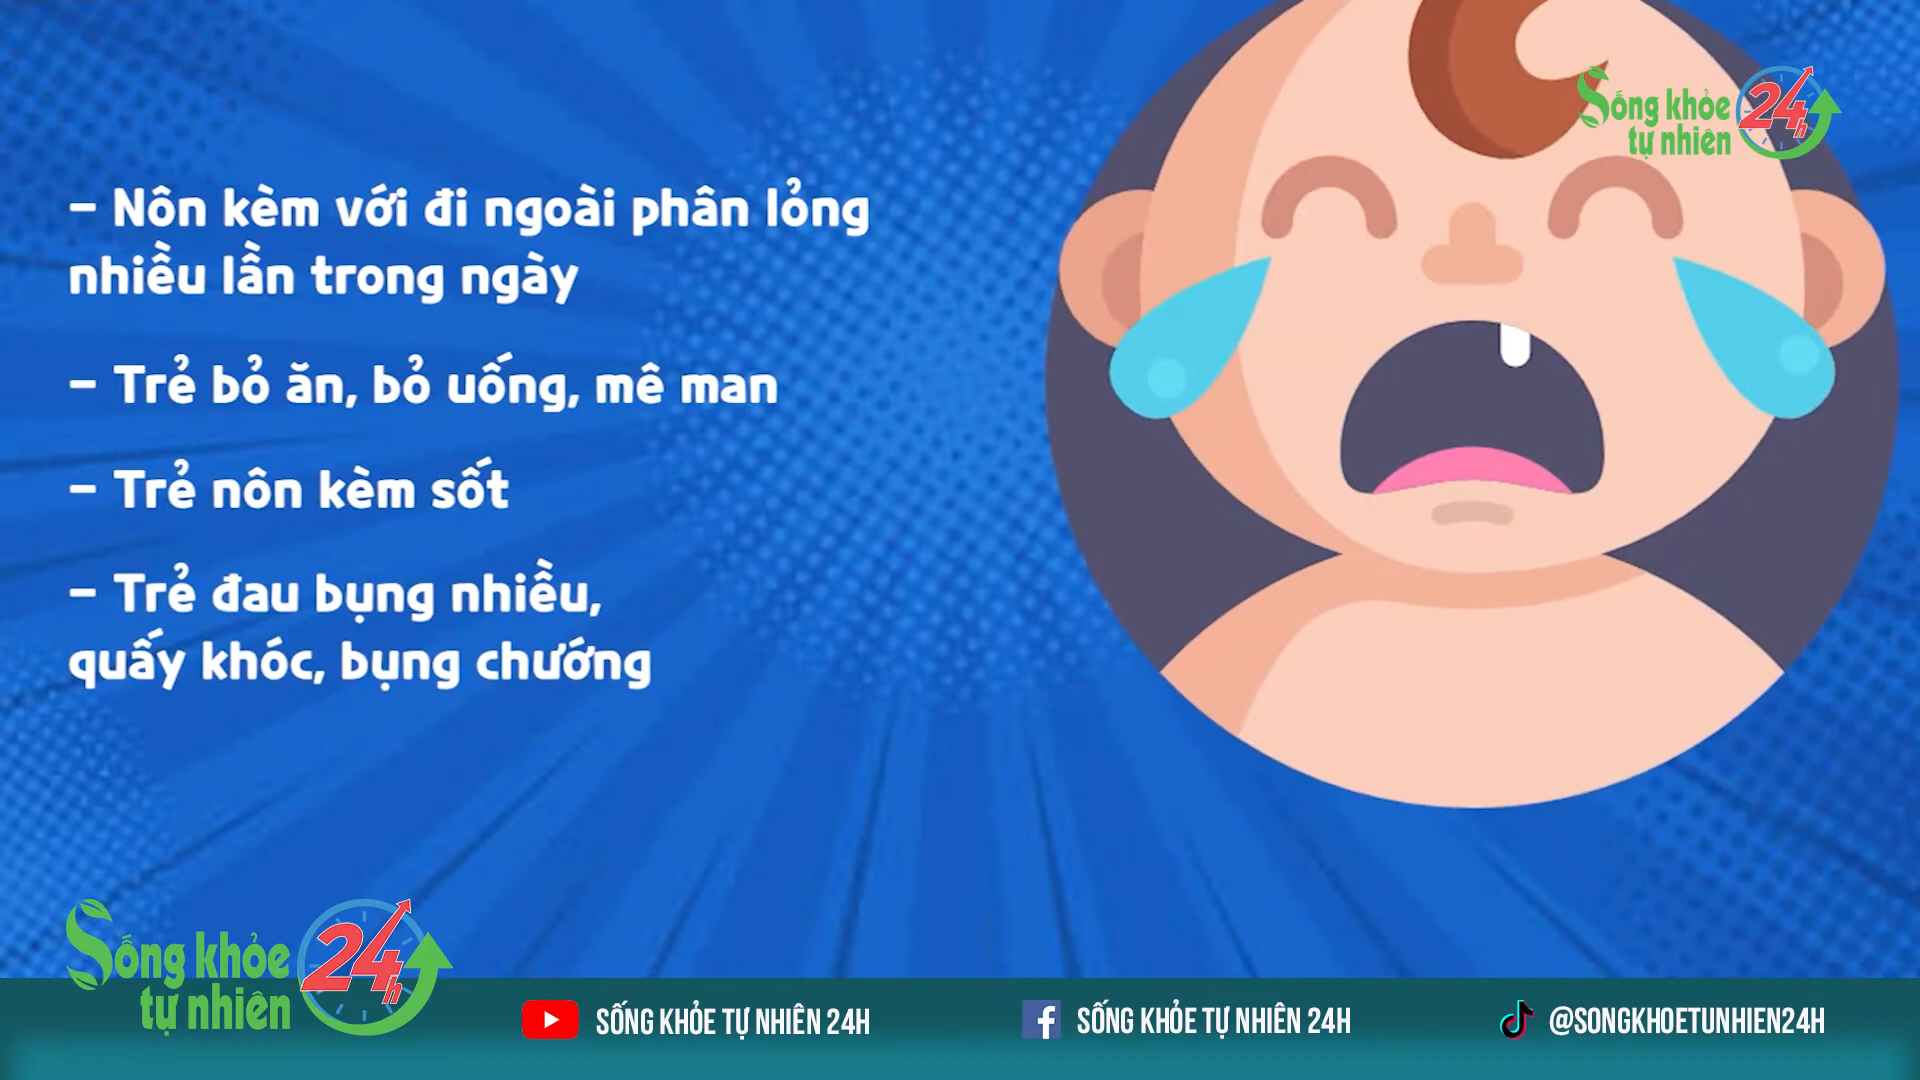 Sống khỏe 24h
tự nhiên
– Nôn kèm với đi ngoài phân lỏng
nhiều lần trong ngày
– Trẻ bỏ ăn, bỏ uống, mê man
– Trẻ nôn kèm sốt
– Trẻ đau bụng nhiều,
quấy khóc, bụng chướng
Sống khỏe 24h
tự nhiên
SỐNG KHỎE TỰ NHIÊN 24H
SỐNG KHỎE TỰ NHIÊN 24H
@SONGKHOETUNHIEN24H